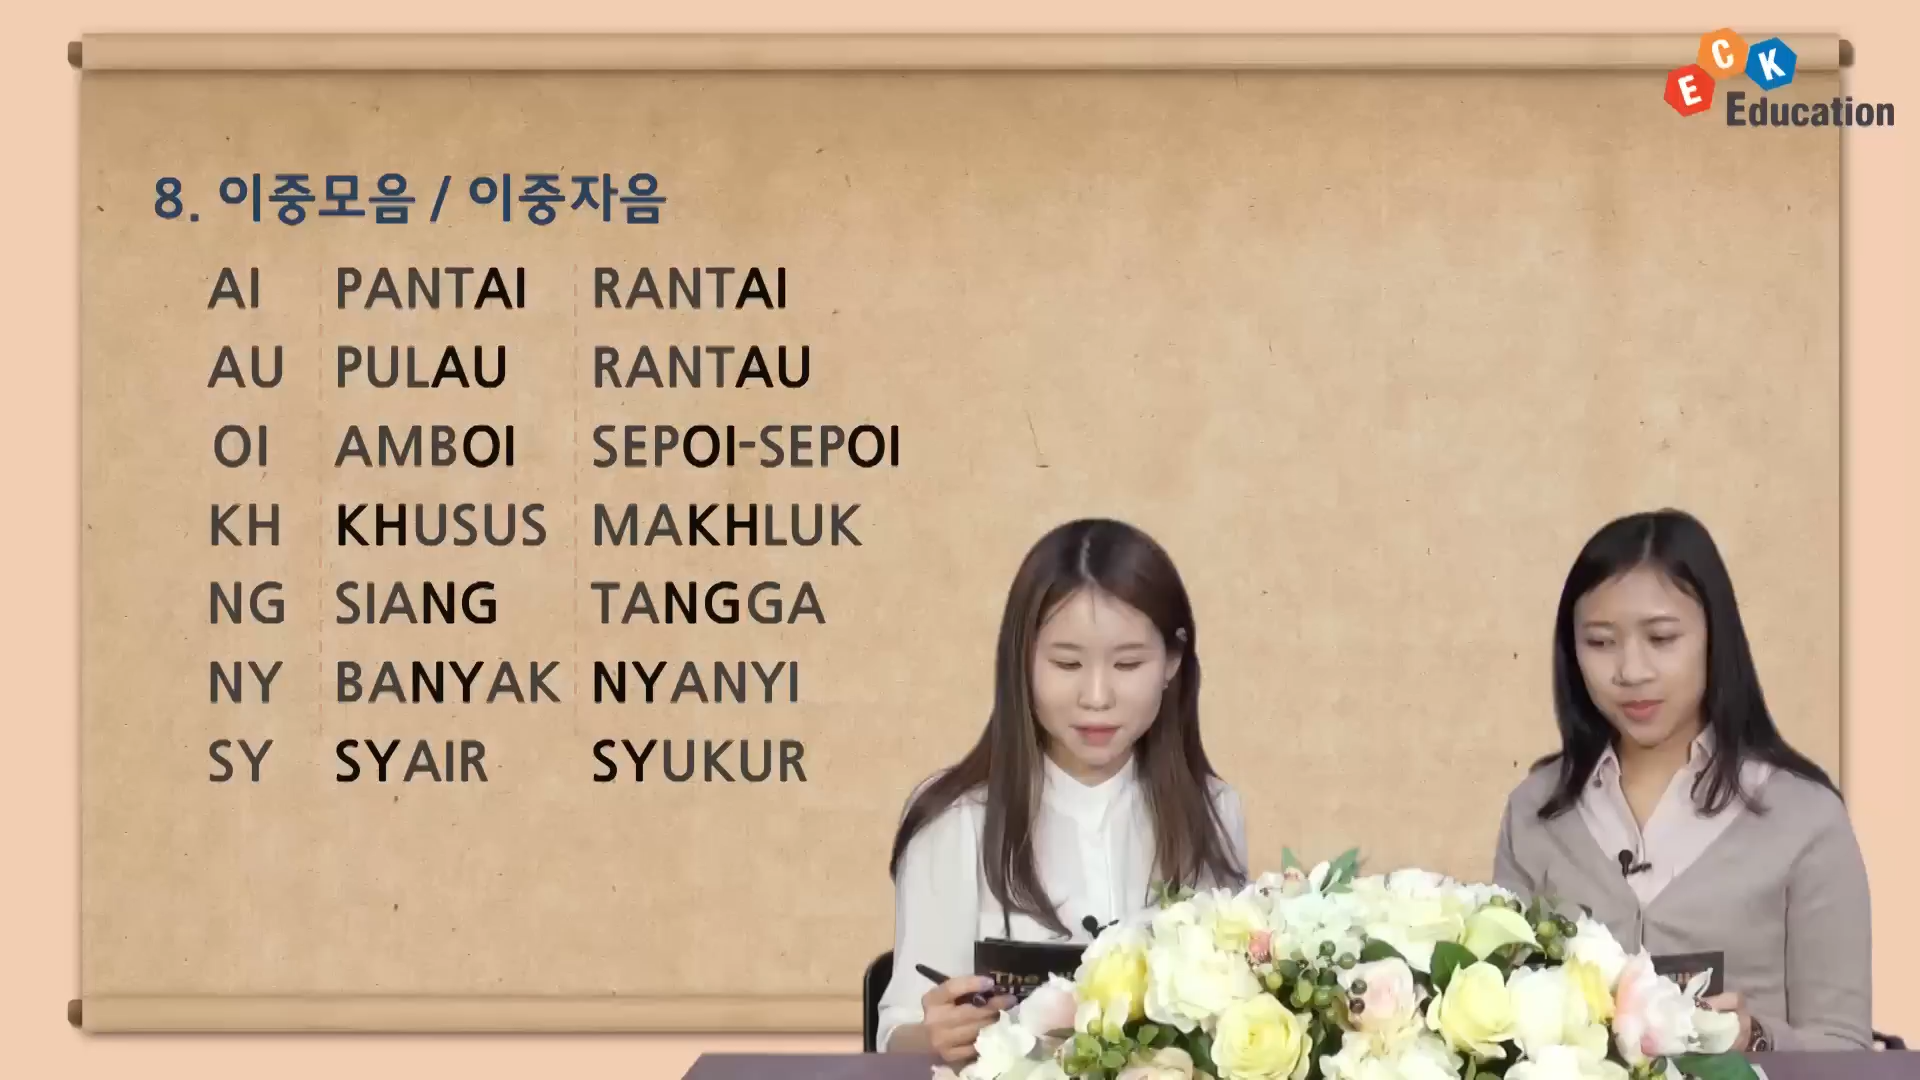 E C K
Education
8. 이중모음 / 이중자음
AI PANTAI RANTAI
AU PULAU RANTAU
OI AMBOI SEPOI-SEPOI
KH KHUSUS MAKHLUK
NG SIANG TANGGA
NY BANYAK NYANYI
SY SYAIR SYUKUR
The